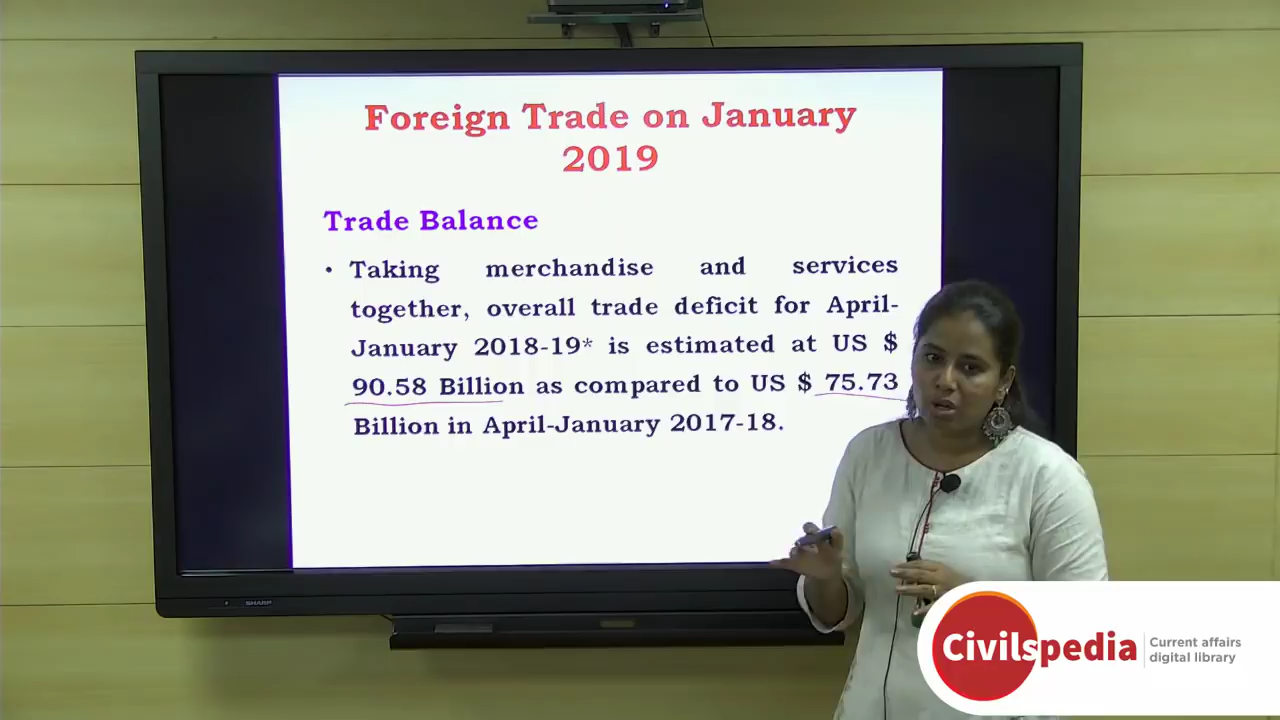 Foreign Trade on January
2019
Trade Balance
• Taking merchandise and services
together, overall trade deficit for April-
January 2018-19* is estimated at US $
90.58 Billion as compared to US $ 75.73
Billion in April-January 2017-18.
SHARP
Civilspedia
Current affairs
digital library